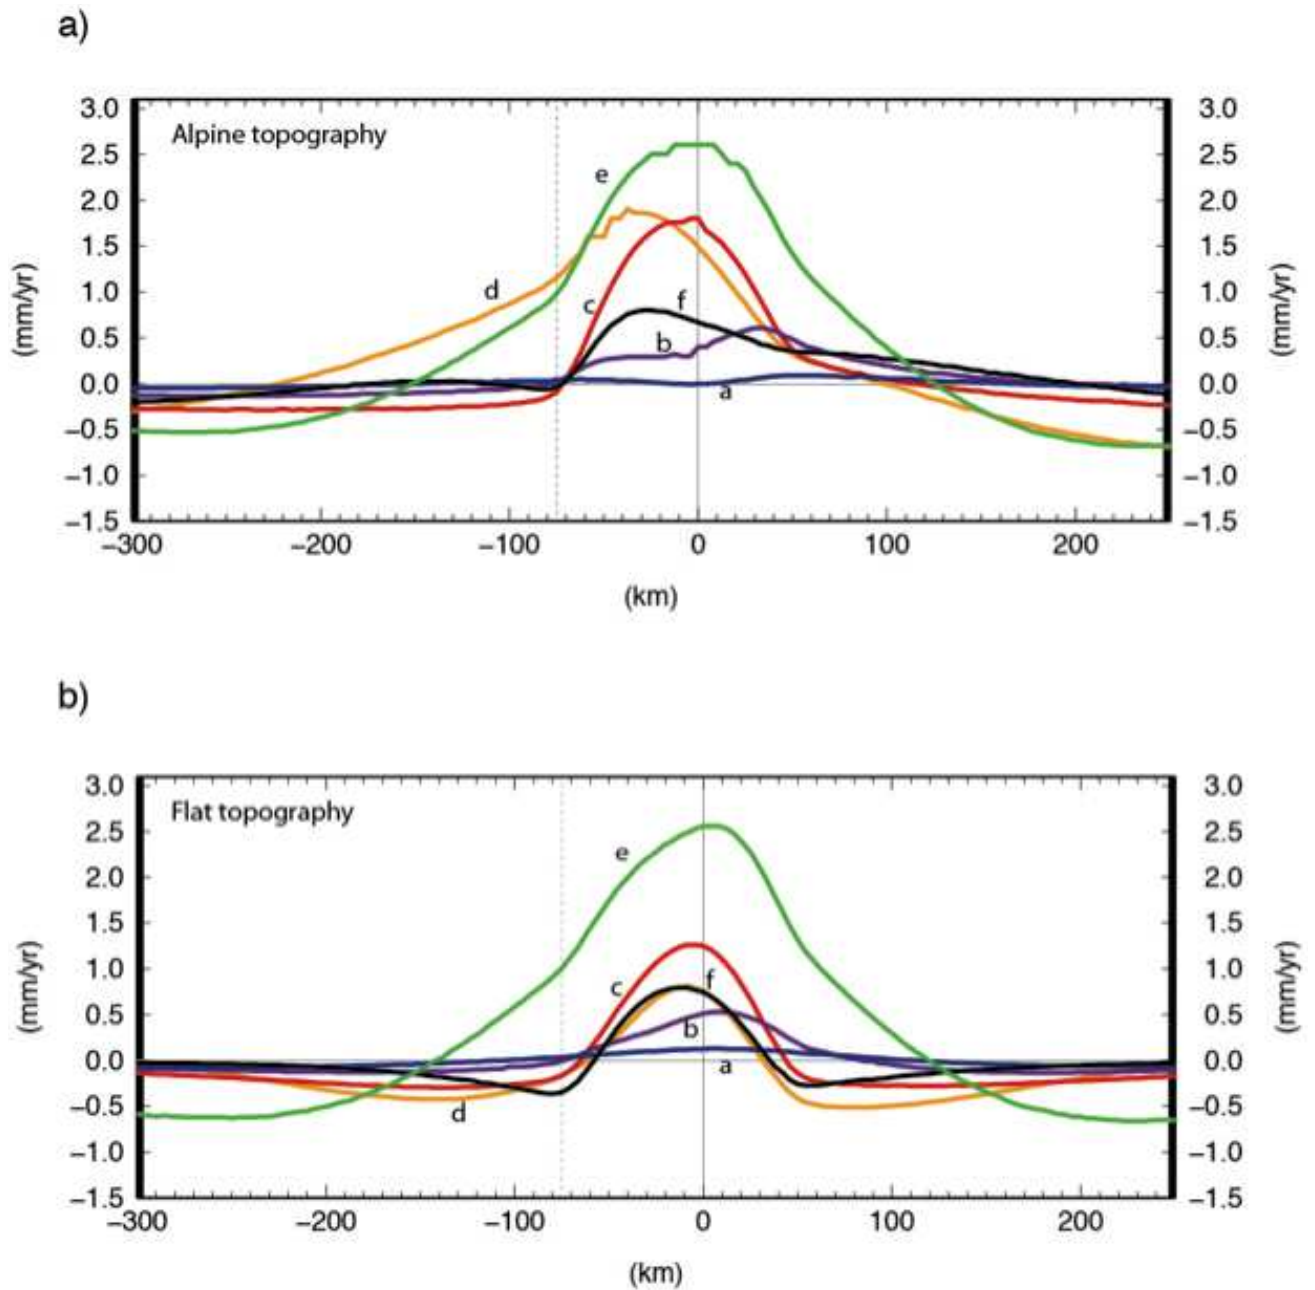 a)
Alpine topography
3.0 3.0
2.5 2.5
2.0 2.0
1.5 1.5
1.0 1.0
0.5 0.5
0.0 0.0
−0.5 −0.5
−1.0 −1.0
−1.5 −1.5
(mm/yr) (mm/yr)
e
d
c
f
b
a
−300 −200 −100 0 100 200
(km)
b)
Flat topography
3.0 3.0
2.5 2.5
2.0 2.0
1.5 1.5
1.0 1.0
0.5 0.5
0.0 0.0
−0.5 −0.5
−1.0 −1.0
−1.5 −1.5
(mm/yr) (mm/yr)
e
c
f
b
a
d
−300 −200 −100 0 100 200
(km)